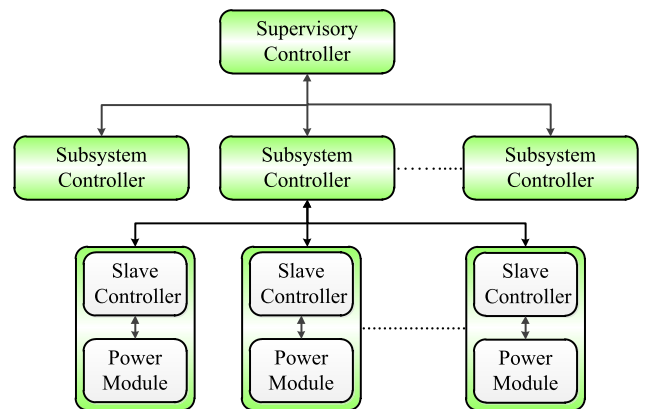 Supervisory
Controller
Subsystem
Controller
Subsystem
Controller
Subsystem
Controller
Slave
Controller
Power
Module
Slave
Controller
Power
Module
Slave
Controller
Power
Module